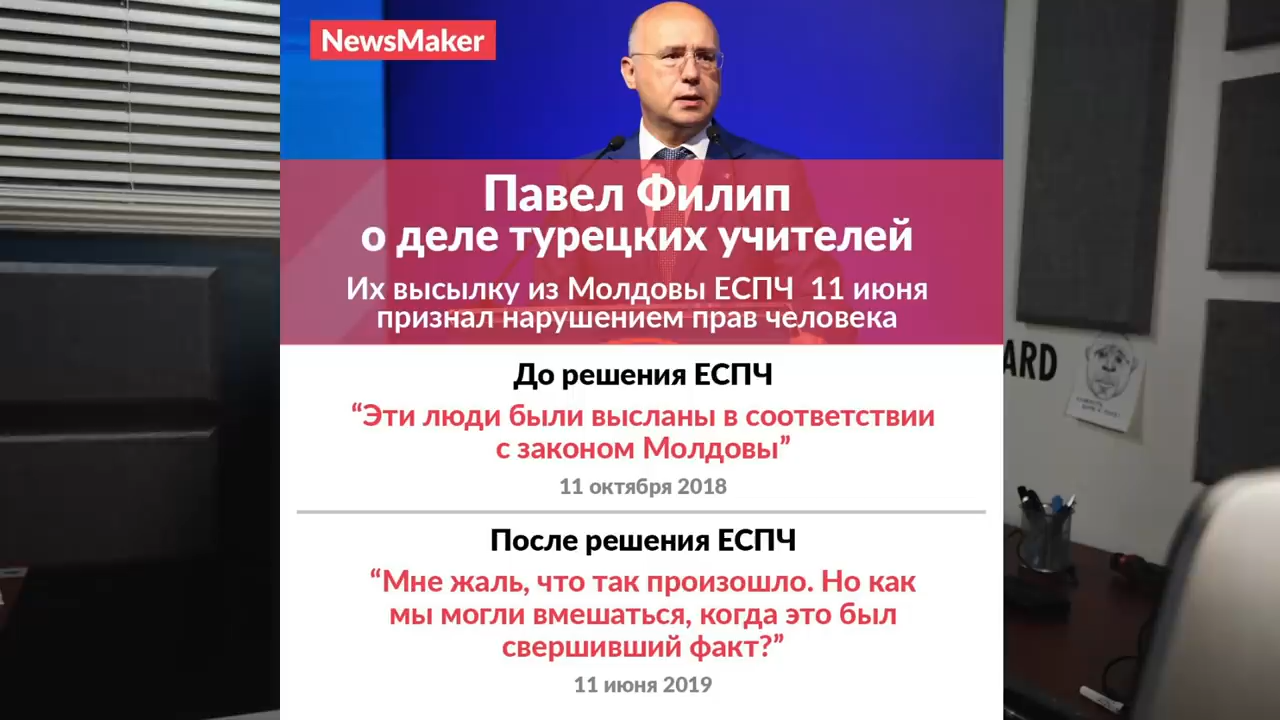 NewsMaker
Павел Филип
о деле турецких учителей
Их высылку из Молдовы ЕСПЧ 11 июня
признал нарушением прав человека
До решения ЕСПЧ
“Эти люди были высланы в соответствии
с законом Молдовы”
11 октября 2018
После решения ЕСПЧ
“Мне жаль, что так произошло. Но как
мы могли вмешаться, когда это был
свершивший факт?”
11 июня 2019
ARD